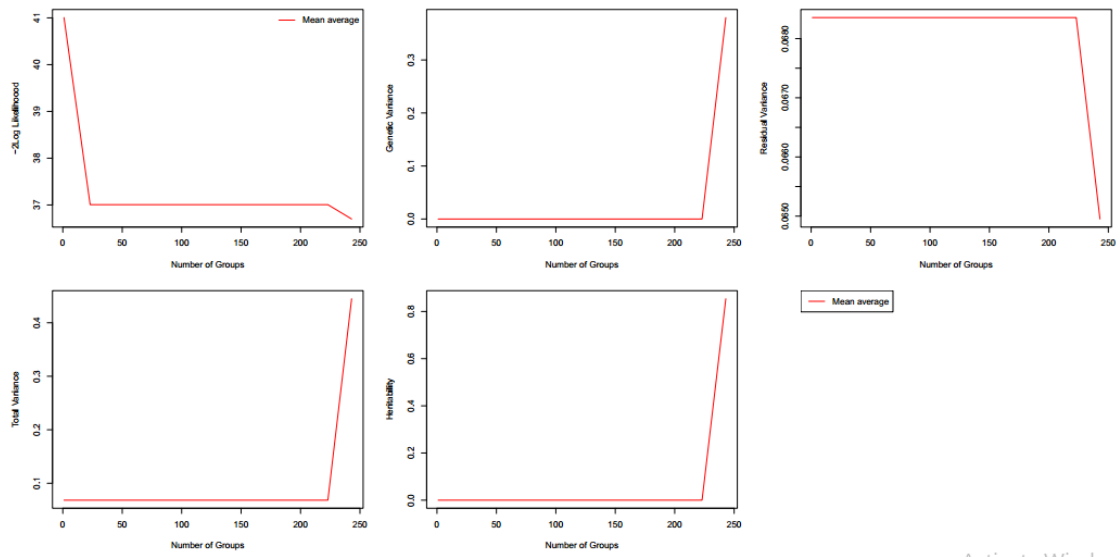 Mean average
-2Log Likelihood
41
40
39
38
37
0 50 100 150 200 250
Number of Groups
Genetic Variance
0.3
0.2
0.1
0.0
0 50 100 150 200 250
Number of Groups
Residual Variance
0.0680
0.0670
0.0660
0.0650
0 50 100 150 200 250
Number of Groups
Total Variance
0.4
0.3
0.2
0.1
0 50 100 150 200 250
Number of Groups
Heritability
0.8
0.6
0.4
0.2
0.0
0 50 100 150 200 250
Number of Groups
Mean average